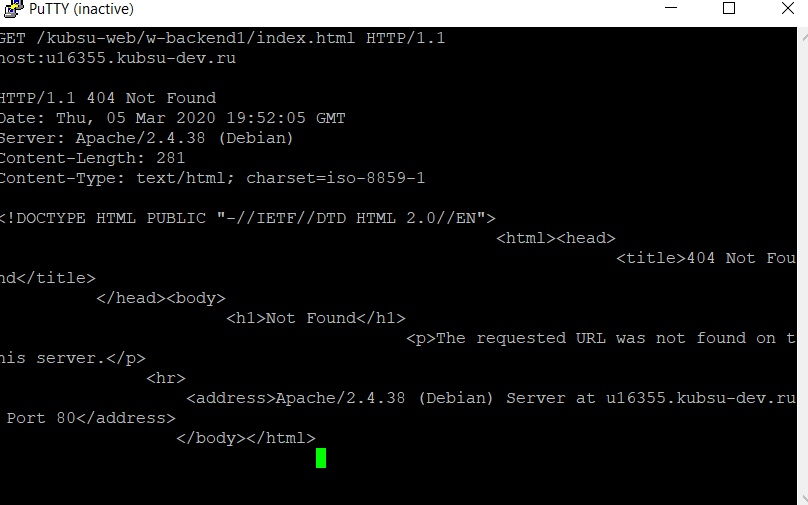 PuTTY (inactive)
GET /kubsu-web/w-backend1/index.html HTTP/1.1
host:u16355.kubsu-dev.ru
HTTP/1.1 404 Not Found
Date: Thu, 05 Mar 2020 19:52:05 GMT
Server: Apache/2.4.38 (Debian)
Content-Length: 281
Content-Type: text/html; charset=iso-8859-1
<!DOCTYPE HTML PUBLIC "-//IETF//DTD HTML 2.0//EN">
<html><head>
<title>404 Not Fou
nd</title>
</head><body>
<h1>Not Found</h1>
<p>The requested URL was not found on t
his server.</p>
<hr>
<address>Apache/2.4.38 (Debian) Server at u16355.kubsu-dev.ru
Port 80</address>
</body></html>